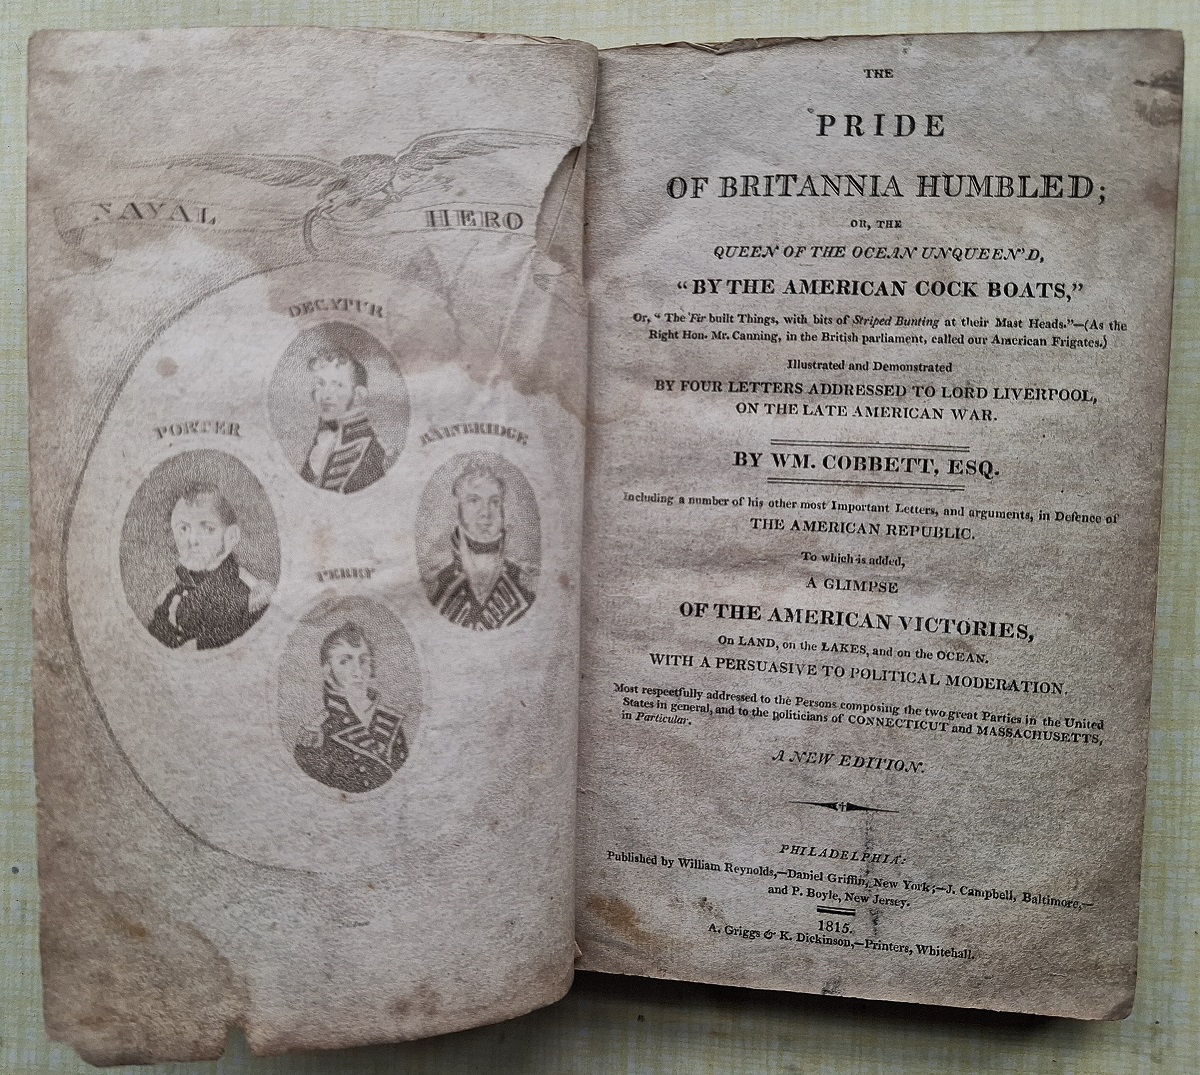 NAVAL HERO
DECATUR
PORTER
BAINBRIDGE
PERRY
THE
PRIDE
OF BRITANNIA HUMBLED;
OR, THE
QUEEN OF THE OCEAN UNQUEEN'D,
"BY THE AMERICAN COCK BOATS,"
Or, "The Fir built Things, with bits of Striped Bunting at their Mast Heads."—(As the
Right Hon. Mr. Canning, in the British parliament, called our American Frigates.)
Illustrated and Demonstrated
BY FOUR LETTERS ADDRESSED TO LORD LIVERPOOL,
ON THE LATE AMERICAN WAR.
BY WM. COBBETT, ESQ.
Including a number of his other most Important Letters, and arguments, in Defence of
THE AMERICAN REPUBLIC.
To which is added,
A GLIMPSE
OF THE AMERICAN VICTORIES,
On LAND, on the LAKES, and on the OCEAN.
WITH A PERSUASIVE TO POLITICAL MODERATION.
Most respectfully addressed to the Persons composing the two great Parties in the United
States in general, and to the politicians of CONNECTICUT and MASSACHUSETTS,
in Particular.
A NEW EDITION.
PHILADELPHIA:
Published by William Reynolds,—Daniel Griffin, New York;—J. Campbell, Baltimore,—
and P. Boyle, New Jersey.
1815.
A. Griggs & K. Dickinson,—Printers, Whitehall.